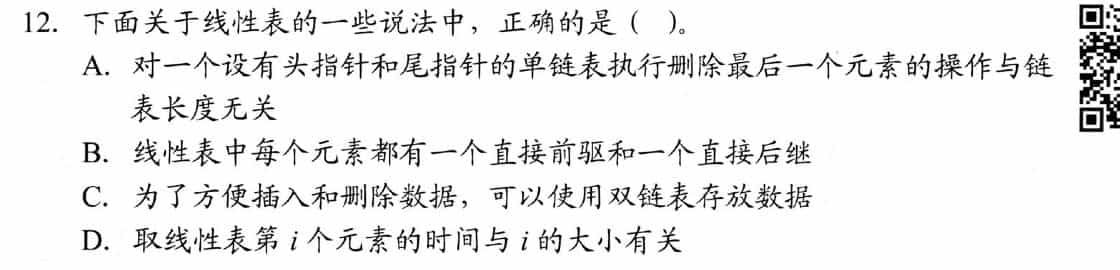 12. 下面关于线性表的一些说法中，正确的是（ ）。
A. 对一个设有头指针和尾指针的单链表执行删除最后一个元素的操作与链
表长度无关
B. 线性表中每个元素都有一个直接前驱和一个直接后继
C. 为了方便插入和删除数据，可以使用双链表存放数据
D. 取线性表第 i 个元素的时间与 i 的大小有关